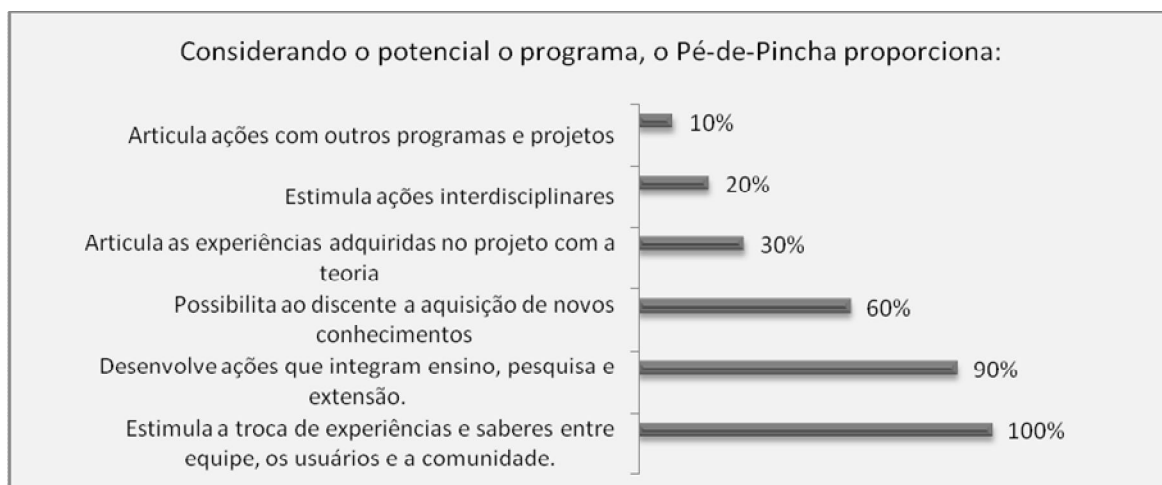 Considerando o potencial o programa, o Pé-de-Pincha proporciona:
Articula ações com outros programas e projetos
10%
Estimula ações interdisciplinares
20%
Articula as experiências adquiridas no projeto com a
teoria
30%
Possibilita ao discente a aquisição de novos
conhecimentos
60%
Desenvolve ações que integram ensino, pesquisa e
extensão.
90%
Estimula a troca de experiências e saberes entre
equipe, os usuários e a comunidade.
100%